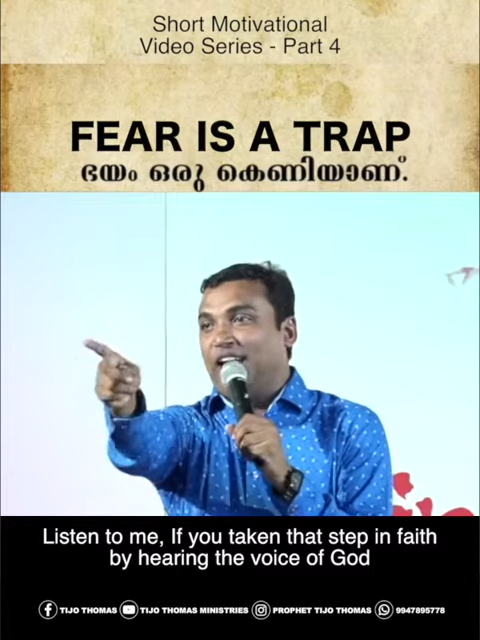 Short Motivational
Video Series - Part 4
FEAR IS A TRAP
ഭയം ഒരു കെണിയാണ്.
Listen to me, If you taken that step in faith
by hearing the voice of God
TIJO THOMAS TIJO THOMAS MINISTRIES PROPHET TIJO THOMAS 9947895778